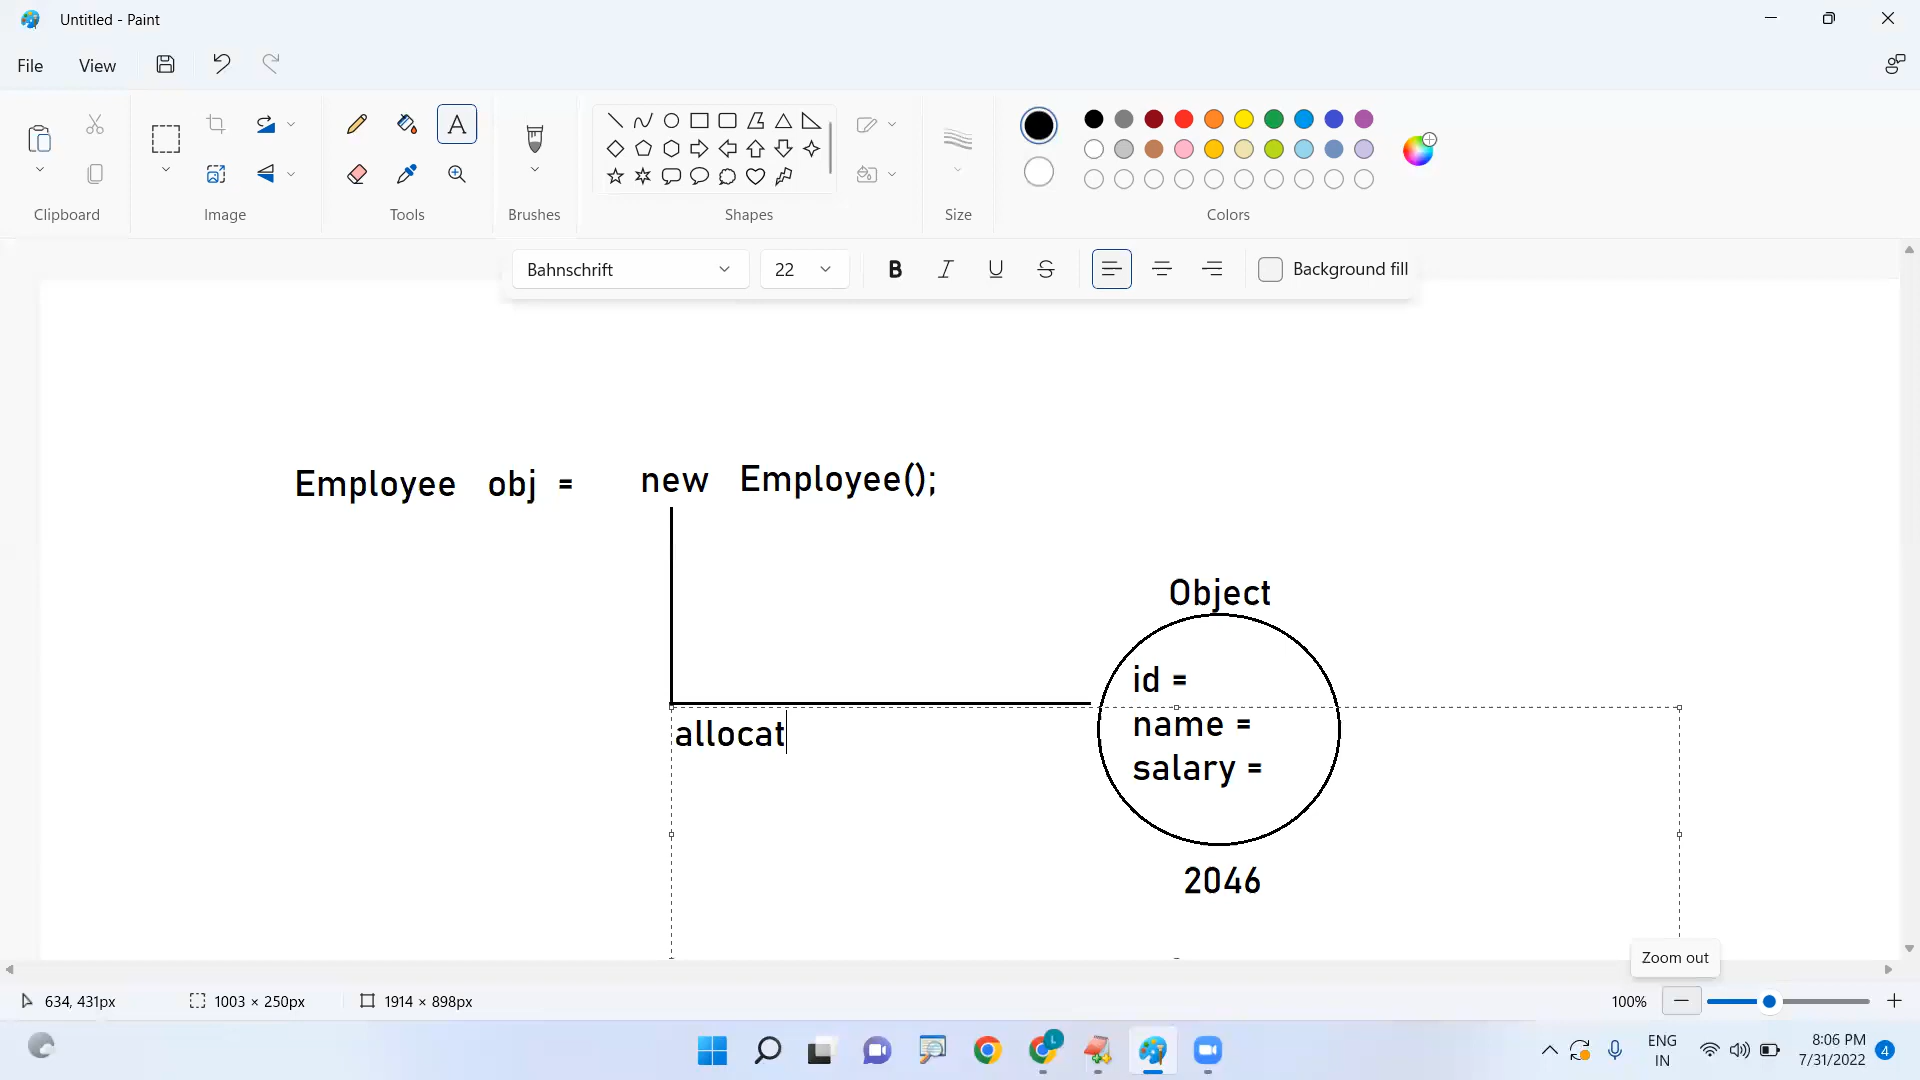 Untitled - Paint
File View
Clipboard
Image
Tools
Brushes
Shapes
Size
Colors
Bahnschrift 22 B I U S Background fill
Employee obj = new Employee();
Object
id =
name =
salary =
allocat
2046
Zoom out
634, 431px 1003 × 250px 1914 × 898px 100%
ENG
IN
8:06 PM
7/31/2022
4